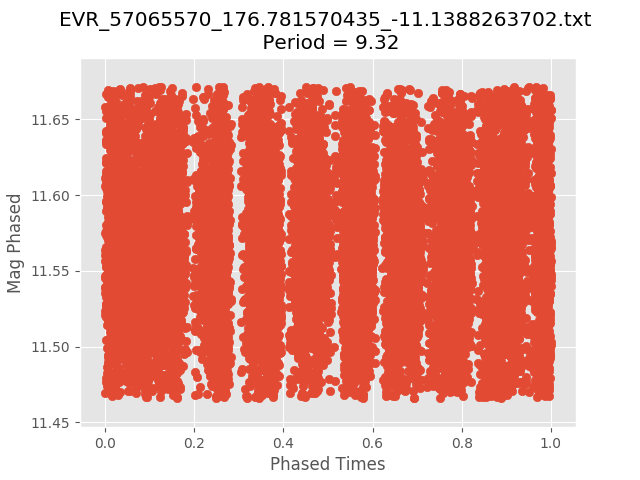 EVR_57065570_176.781570435_-11.1388263702.txt
Period = 9.32
Mag Phased
11.65
11.60
11.55
11.50
11.45
0.0 0.2 0.4 0.6 0.8 1.0
Phased Times